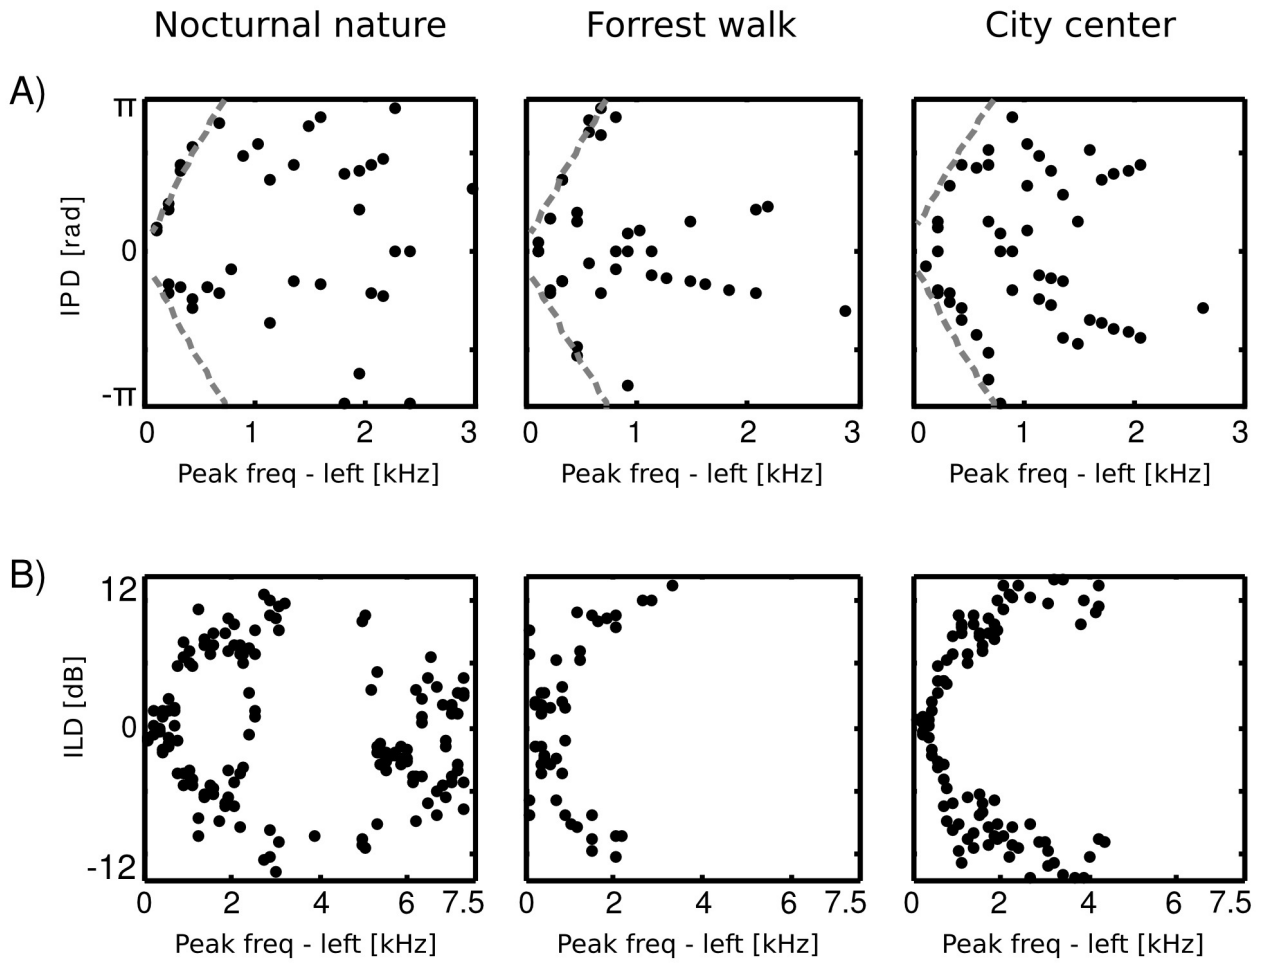 Nocturnal nature Forrest walk City center
A)
π
IPD [rad]
0
-π
0 1 2 3 0 1 2 3 0 1 2 3
Peak freq - left [kHz] Peak freq - left [kHz] Peak freq - left [kHz]
B)
12
ILD [dB]
0
-12
0 2 4 6 7.5 0 2 4 6 7.5 0 2 4 6 7.5
Peak freq - left [kHz] Peak freq - left [kHz] Peak freq - left [kHz]